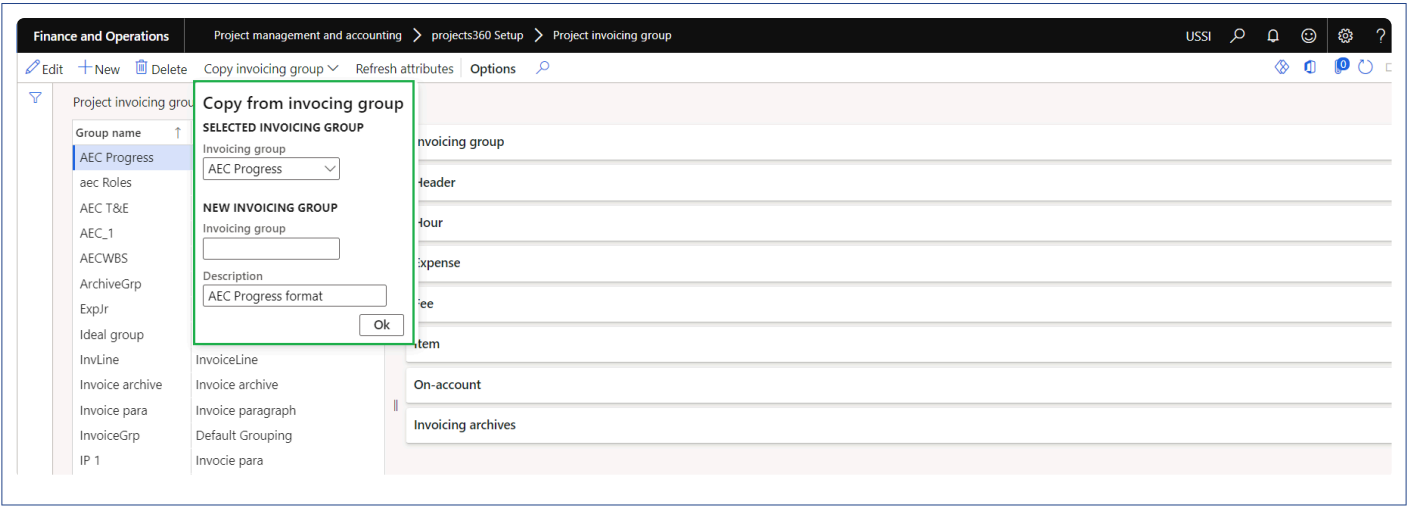 Finance and Operations Project management and accounting > projects360 Setup > Project invoicing group USSI ?
Edit + New Delete Copy invoicing group Refresh attributes Options 0
Project invoicing grou
Group name ↑
AEC Progress
aec Roles
AEC T&E
AEC_1
AECWBS
ArchiveGrp
ExpJr
Ideal group
InvLine InvoiceLine
Invoice archive Invoice archive
Invoice para Invoice paragraph
InvoiceGrp Default Grouping
IP 1 Invocie para
Copy from invocing group
SELECTED INVOICING GROUP
Invoicing group
AEC Progress
NEW INVOICING GROUP
Invoicing group
Description
AEC Progress format
Ok
nvoicing group
Header
Hour
Expense
Fee
Item
On-account
Invoicing archives